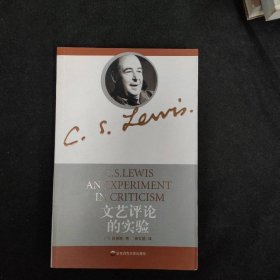 C. S. Lewis.
C.S.LEWIS
AN EXPERIMENT
IN CRITICISM
文艺评论
的实验